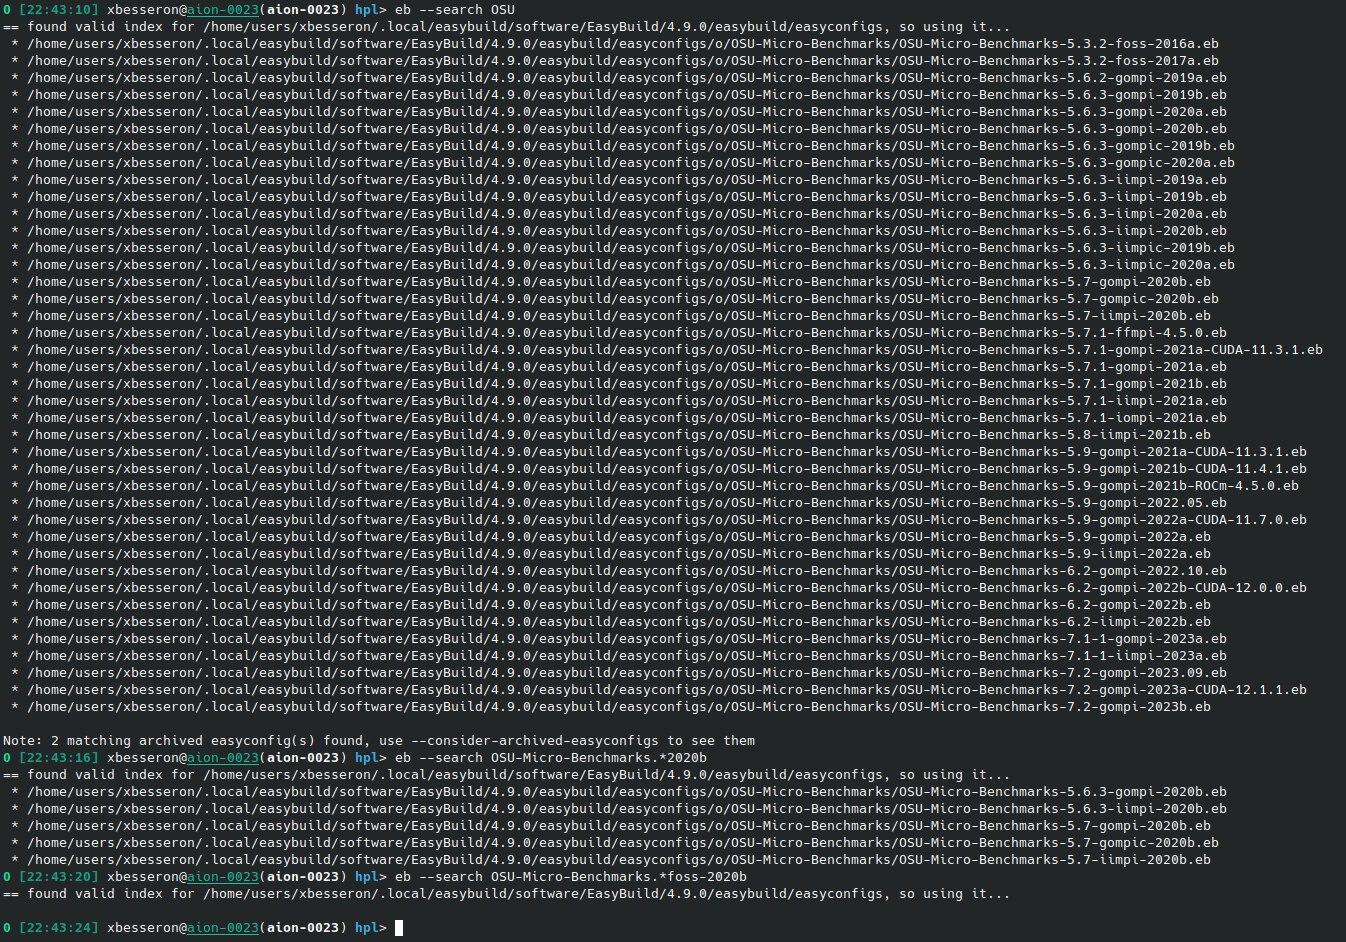 0 [22:43:10] xbesseron@aion-0023(aion-0023) hpl> eb --search OSU
== found valid index for /home/users/xbesseron/.local/easybuild/software/EasyBuild/4.9.0/easybuild/easyconfigs, so using it...
 * /home/users/xbesseron/.local/easybuild/software/EasyBuild/4.9.0/easybuild/easyconfigs/o/OSU-Micro-Benchmarks/OSU-Micro-Benchmarks-5.3.2-foss-2016a.eb
 * /home/users/xbesseron/.local/easybuild/software/EasyBuild/4.9.0/easybuild/easyconfigs/o/OSU-Micro-Benchmarks/OSU-Micro-Benchmarks-5.3.2-foss-2017a.eb
 * /home/users/xbesseron/.local/easybuild/software/EasyBuild/4.9.0/easybuild/easyconfigs/o/OSU-Micro-Benchmarks/OSU-Micro-Benchmarks-5.6.2-gompi-2019a.eb
 * /home/users/xbesseron/.local/easybuild/software/EasyBuild/4.9.0/easybuild/easyconfigs/o/OSU-Micro-Benchmarks/OSU-Micro-Benchmarks-5.6.3-gompi-2019b.eb
 * /home/users/xbesseron/.local/easybuild/software/EasyBuild/4.9.0/easybuild/easyconfigs/o/OSU-Micro-Benchmarks/OSU-Micro-Benchmarks-5.6.3-gompi-2020a.eb
 * /home/users/xbesseron/.local/easybuild/software/EasyBuild/4.9.0/easybuild/easyconfigs/o/OSU-Micro-Benchmarks/OSU-Micro-Benchmarks-5.6.3-gompi-2020b.eb
 * /home/users/xbesseron/.local/easybuild/software/EasyBuild/4.9.0/easybuild/easyconfigs/o/OSU-Micro-Benchmarks/OSU-Micro-Benchmarks-5.6.3-gompic-2019b.eb
 * /home/users/xbesseron/.local/easybuild/software/EasyBuild/4.9.0/easybuild/easyconfigs/o/OSU-Micro-Benchmarks/OSU-Micro-Benchmarks-5.6.3-gompic-2020a.eb
 * /home/users/xbesseron/.local/easybuild/software/EasyBuild/4.9.0/easybuild/easyconfigs/o/OSU-Micro-Benchmarks/OSU-Micro-Benchmarks-5.6.3-iimpi-2019a.eb
 * /home/users/xbesseron/.local/easybuild/software/EasyBuild/4.9.0/easybuild/easyconfigs/o/OSU-Micro-Benchmarks/OSU-Micro-Benchmarks-5.6.3-iimpi-2019b.eb
 * /home/users/xbesseron/.local/easybuild/software/EasyBuild/4.9.0/easybuild/easyconfigs/o/OSU-Micro-Benchmarks/OSU-Micro-Benchmarks-5.6.3-iimpi-2020a.eb
 * /home/users/xbesseron/.local/easybuild/software/EasyBuild/4.9.0/easybuild/easyconfigs/o/OSU-Micro-Benchmarks/OSU-Micro-Benchmarks-5.6.3-iimpi-2020b.eb
 * /home/users/xbesseron/.local/easybuild/software/EasyBuild/4.9.0/easybuild/easyconfigs/o/OSU-Micro-Benchmarks/OSU-Micro-Benchmarks-5.6.3-iimpic-2019b.eb
 * /home/users/xbesseron/.local/easybuild/software/EasyBuild/4.9.0/easybuild/easyconfigs/o/OSU-Micro-Benchmarks/OSU-Micro-Benchmarks-5.6.3-iimpic-2020a.eb
 * /home/users/xbesseron/.local/easybuild/software/EasyBuild/4.9.0/easybuild/easyconfigs/o/OSU-Micro-Benchmarks/OSU-Micro-Benchmarks-5.7-gompi-2020b.eb
 * /home/users/xbesseron/.local/easybuild/software/EasyBuild/4.9.0/easybuild/easyconfigs/o/OSU-Micro-Benchmarks/OSU-Micro-Benchmarks-5.7-gompic-2020b.eb
 * /home/users/xbesseron/.local/easybuild/software/EasyBuild/4.9.0/easybuild/easyconfigs/o/OSU-Micro-Benchmarks/OSU-Micro-Benchmarks-5.7-iimpi-2020b.eb
 * /home/users/xbesseron/.local/easybuild/software/EasyBuild/4.9.0/easybuild/easyconfigs/o/OSU-Micro-Benchmarks/OSU-Micro-Benchmarks-5.7.1-ffmpi-4.5.0.eb
 * /home/users/xbesseron/.local/easybuild/software/EasyBuild/4.9.0/easybuild/easyconfigs/o/OSU-Micro-Benchmarks/OSU-Micro-Benchmarks-5.7.1-gompi-2021a-CUDA-11.3.1.eb
 * /home/users/xbesseron/.local/easybuild/software/EasyBuild/4.9.0/easybuild/easyconfigs/o/OSU-Micro-Benchmarks/OSU-Micro-Benchmarks-5.7.1-gompi-2021a.eb
 * /home/users/xbesseron/.local/easybuild/software/EasyBuild/4.9.0/easybuild/easyconfigs/o/OSU-Micro-Benchmarks/OSU-Micro-Benchmarks-5.7.1-gompi-2021b.eb
 * /home/users/xbesseron/.local/easybuild/software/EasyBuild/4.9.0/easybuild/easyconfigs/o/OSU-Micro-Benchmarks/OSU-Micro-Benchmarks-5.7.1-iimpi-2021a.eb
 * /home/users/xbesseron/.local/easybuild/software/EasyBuild/4.9.0/easybuild/easyconfigs/o/OSU-Micro-Benchmarks/OSU-Micro-Benchmarks-5.7.1-iompi-2021a.eb
 * /home/users/xbesseron/.local/easybuild/software/EasyBuild/4.9.0/easybuild/easyconfigs/o/OSU-Micro-Benchmarks/OSU-Micro-Benchmarks-5.8-iimpi-2021b.eb
 * /home/users/xbesseron/.local/easybuild/software/EasyBuild/4.9.0/easybuild/easyconfigs/o/OSU-Micro-Benchmarks/OSU-Micro-Benchmarks-5.9-gompi-2021a-CUDA-11.3.1.eb
 * /home/users/xbesseron/.local/easybuild/software/EasyBuild/4.9.0/easybuild/easyconfigs/o/OSU-Micro-Benchmarks/OSU-Micro-Benchmarks-5.9-gompi-2021b-CUDA-11.4.1.eb
 * /home/users/xbesseron/.local/easybuild/software/EasyBuild/4.9.0/easybuild/easyconfigs/o/OSU-Micro-Benchmarks/OSU-Micro-Benchmarks-5.9-gompi-2021b-ROCm-4.5.0.eb
 * /home/users/xbesseron/.local/easybuild/software/EasyBuild/4.9.0/easybuild/easyconfigs/o/OSU-Micro-Benchmarks/OSU-Micro-Benchmarks-5.9-gompi-2022.05.eb
 * /home/users/xbesseron/.local/easybuild/software/EasyBuild/4.9.0/easybuild/easyconfigs/o/OSU-Micro-Benchmarks/OSU-Micro-Benchmarks-5.9-gompi-2022a-CUDA-11.7.0.eb
 * /home/users/xbesseron/.local/easybuild/software/EasyBuild/4.9.0/easybuild/easyconfigs/o/OSU-Micro-Benchmarks/OSU-Micro-Benchmarks-5.9-gompi-2022a.eb
 * /home/users/xbesseron/.local/easybuild/software/EasyBuild/4.9.0/easybuild/easyconfigs/o/OSU-Micro-Benchmarks/OSU-Micro-Benchmarks-5.9-iimpi-2022a.eb
 * /home/users/xbesseron/.local/easybuild/software/EasyBuild/4.9.0/easybuild/easyconfigs/o/OSU-Micro-Benchmarks/OSU-Micro-Benchmarks-6.2-gompi-2022.10.eb
 * /home/users/xbesseron/.local/easybuild/software/EasyBuild/4.9.0/easybuild/easyconfigs/o/OSU-Micro-Benchmarks/OSU-Micro-Benchmarks-6.2-gompi-2022b-CUDA-12.0.0.eb
 * /home/users/xbesseron/.local/easybuild/software/EasyBuild/4.9.0/easybuild/easyconfigs/o/OSU-Micro-Benchmarks/OSU-Micro-Benchmarks-6.2-gompi-2022b.eb
 * /home/users/xbesseron/.local/easybuild/software/EasyBuild/4.9.0/easybuild/easyconfigs/o/OSU-Micro-Benchmarks/OSU-Micro-Benchmarks-6.2-iimpi-2022b.eb
 * /home/users/xbesseron/.local/easybuild/software/EasyBuild/4.9.0/easybuild/easyconfigs/o/OSU-Micro-Benchmarks/OSU-Micro-Benchmarks-7.1-1-gompi-2023a.eb
 * /home/users/xbesseron/.local/easybuild/software/EasyBuild/4.9.0/easybuild/easyconfigs/o/OSU-Micro-Benchmarks/OSU-Micro-Benchmarks-7.1-1-iimpi-2023a.eb
 * /home/users/xbesseron/.local/easybuild/software/EasyBuild/4.9.0/easybuild/easyconfigs/o/OSU-Micro-Benchmarks/OSU-Micro-Benchmarks-7.2-gompi-2023.09.eb
 * /home/users/xbesseron/.local/easybuild/software/EasyBuild/4.9.0/easybuild/easyconfigs/o/OSU-Micro-Benchmarks/OSU-Micro-Benchmarks-7.2-gompi-2023a-CUDA-12.1.1.eb
 * /home/users/xbesseron/.local/easybuild/software/EasyBuild/4.9.0/easybuild/easyconfigs/o/OSU-Micro-Benchmarks/OSU-Micro-Benchmarks-7.2-gompi-2023b.eb

Note: 2 matching archived easyconfig(s) found, use --consider-archived-easyconfigs to see them
0 [22:43:16] xbesseron@aion-0023(aion-0023) hpl> eb --search OSU-Micro-Benchmarks.*2020b
== found valid index for /home/users/xbesseron/.local/easybuild/software/EasyBuild/4.9.0/easybuild/easyconfigs, so using it...
 * /home/users/xbesseron/.local/easybuild/software/EasyBuild/4.9.0/easybuild/easyconfigs/o/OSU-Micro-Benchmarks/OSU-Micro-Benchmarks-5.6.3-gompi-2020b.eb
 * /home/users/xbesseron/.local/easybuild/software/EasyBuild/4.9.0/easybuild/easyconfigs/o/OSU-Micro-Benchmarks/OSU-Micro-Benchmarks-5.6.3-iimpi-2020b.eb
 * /home/users/xbesseron/.local/easybuild/software/EasyBuild/4.9.0/easybuild/easyconfigs/o/OSU-Micro-Benchmarks/OSU-Micro-Benchmarks-5.7-gompi-2020b.eb
 * /home/users/xbesseron/.local/easybuild/software/EasyBuild/4.9.0/easybuild/easyconfigs/o/OSU-Micro-Benchmarks/OSU-Micro-Benchmarks-5.7-gompic-2020b.eb
 * /home/users/xbesseron/.local/easybuild/software/EasyBuild/4.9.0/easybuild/easyconfigs/o/OSU-Micro-Benchmarks/OSU-Micro-Benchmarks-5.7-iimpi-2020b.eb
0 [22:43:20] xbesseron@aion-0023(aion-0023) hpl> eb --search OSU-Micro-Benchmarks.*foss-2020b
== found valid index for /home/users/xbesseron/.local/easybuild/software/EasyBuild/4.9.0/easybuild/easyconfigs, so using it...

0 [22:43:24] xbesseron@aion-0023(aion-0023) hpl>